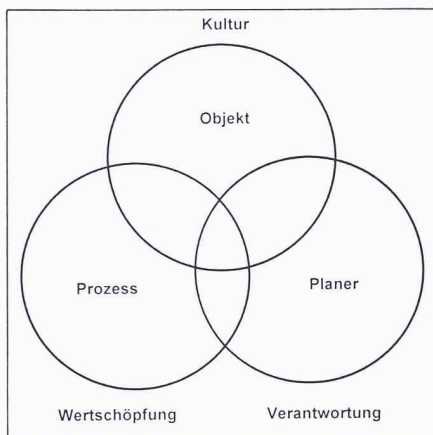 Kultur
Objekt
Prozess
Planer
Wertschöpfung
Verantwortung